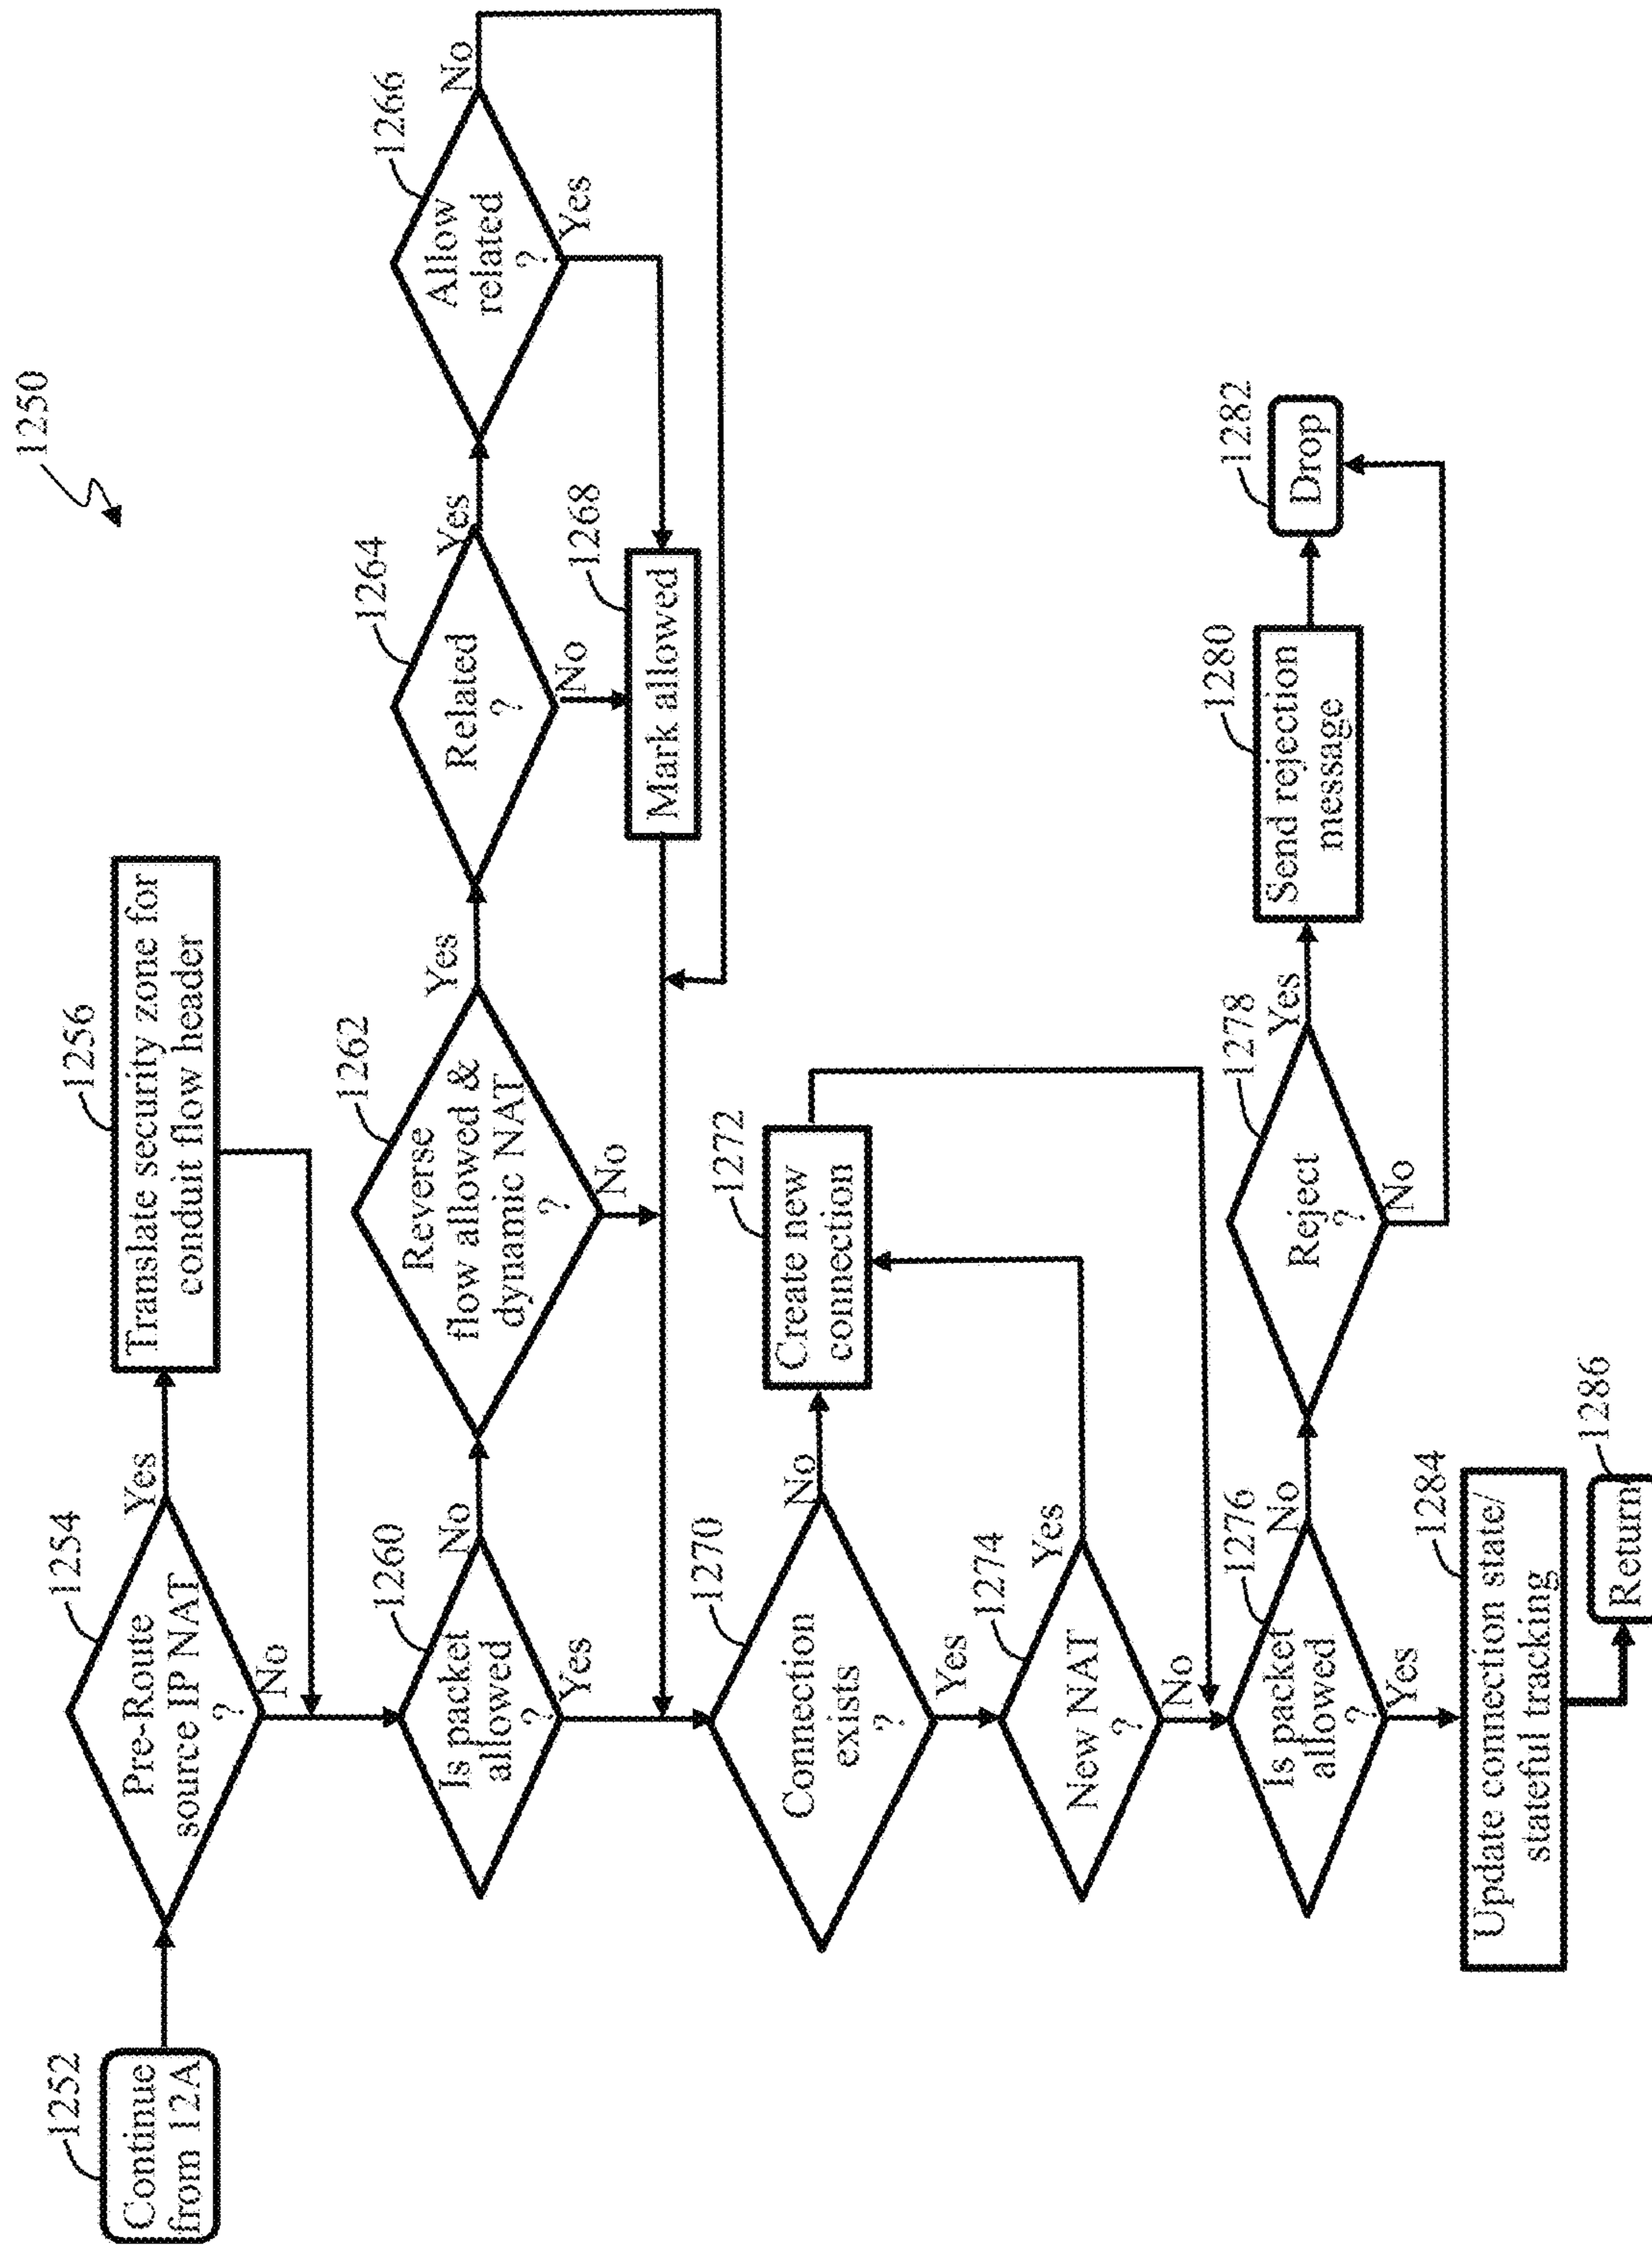 1250
1252
Continue
from 12A
1254
Pre-Route
source IP NAT
?
Yes
No
1256
Translate security zone for
conduit flow header
1260
Is packet
allowed
?
No
Yes
1262
Reverse
flow allowed &
dynamic NAT
?
Yes
No
1264
Related
?
Yes
No
1266
Allow
related
?
No
Yes
1268
Mark allowed
1270
Connection
exists
?
No
Yes
1272
Create new
connection
1274
New NAT
?
Yes
No
1276
Is packet
allowed
?
No
Yes
1278
Reject
?
Yes
No
1280
Send rejection
message
1282
Drop
1284
Update connection state/
stateful tracking
1286
Return